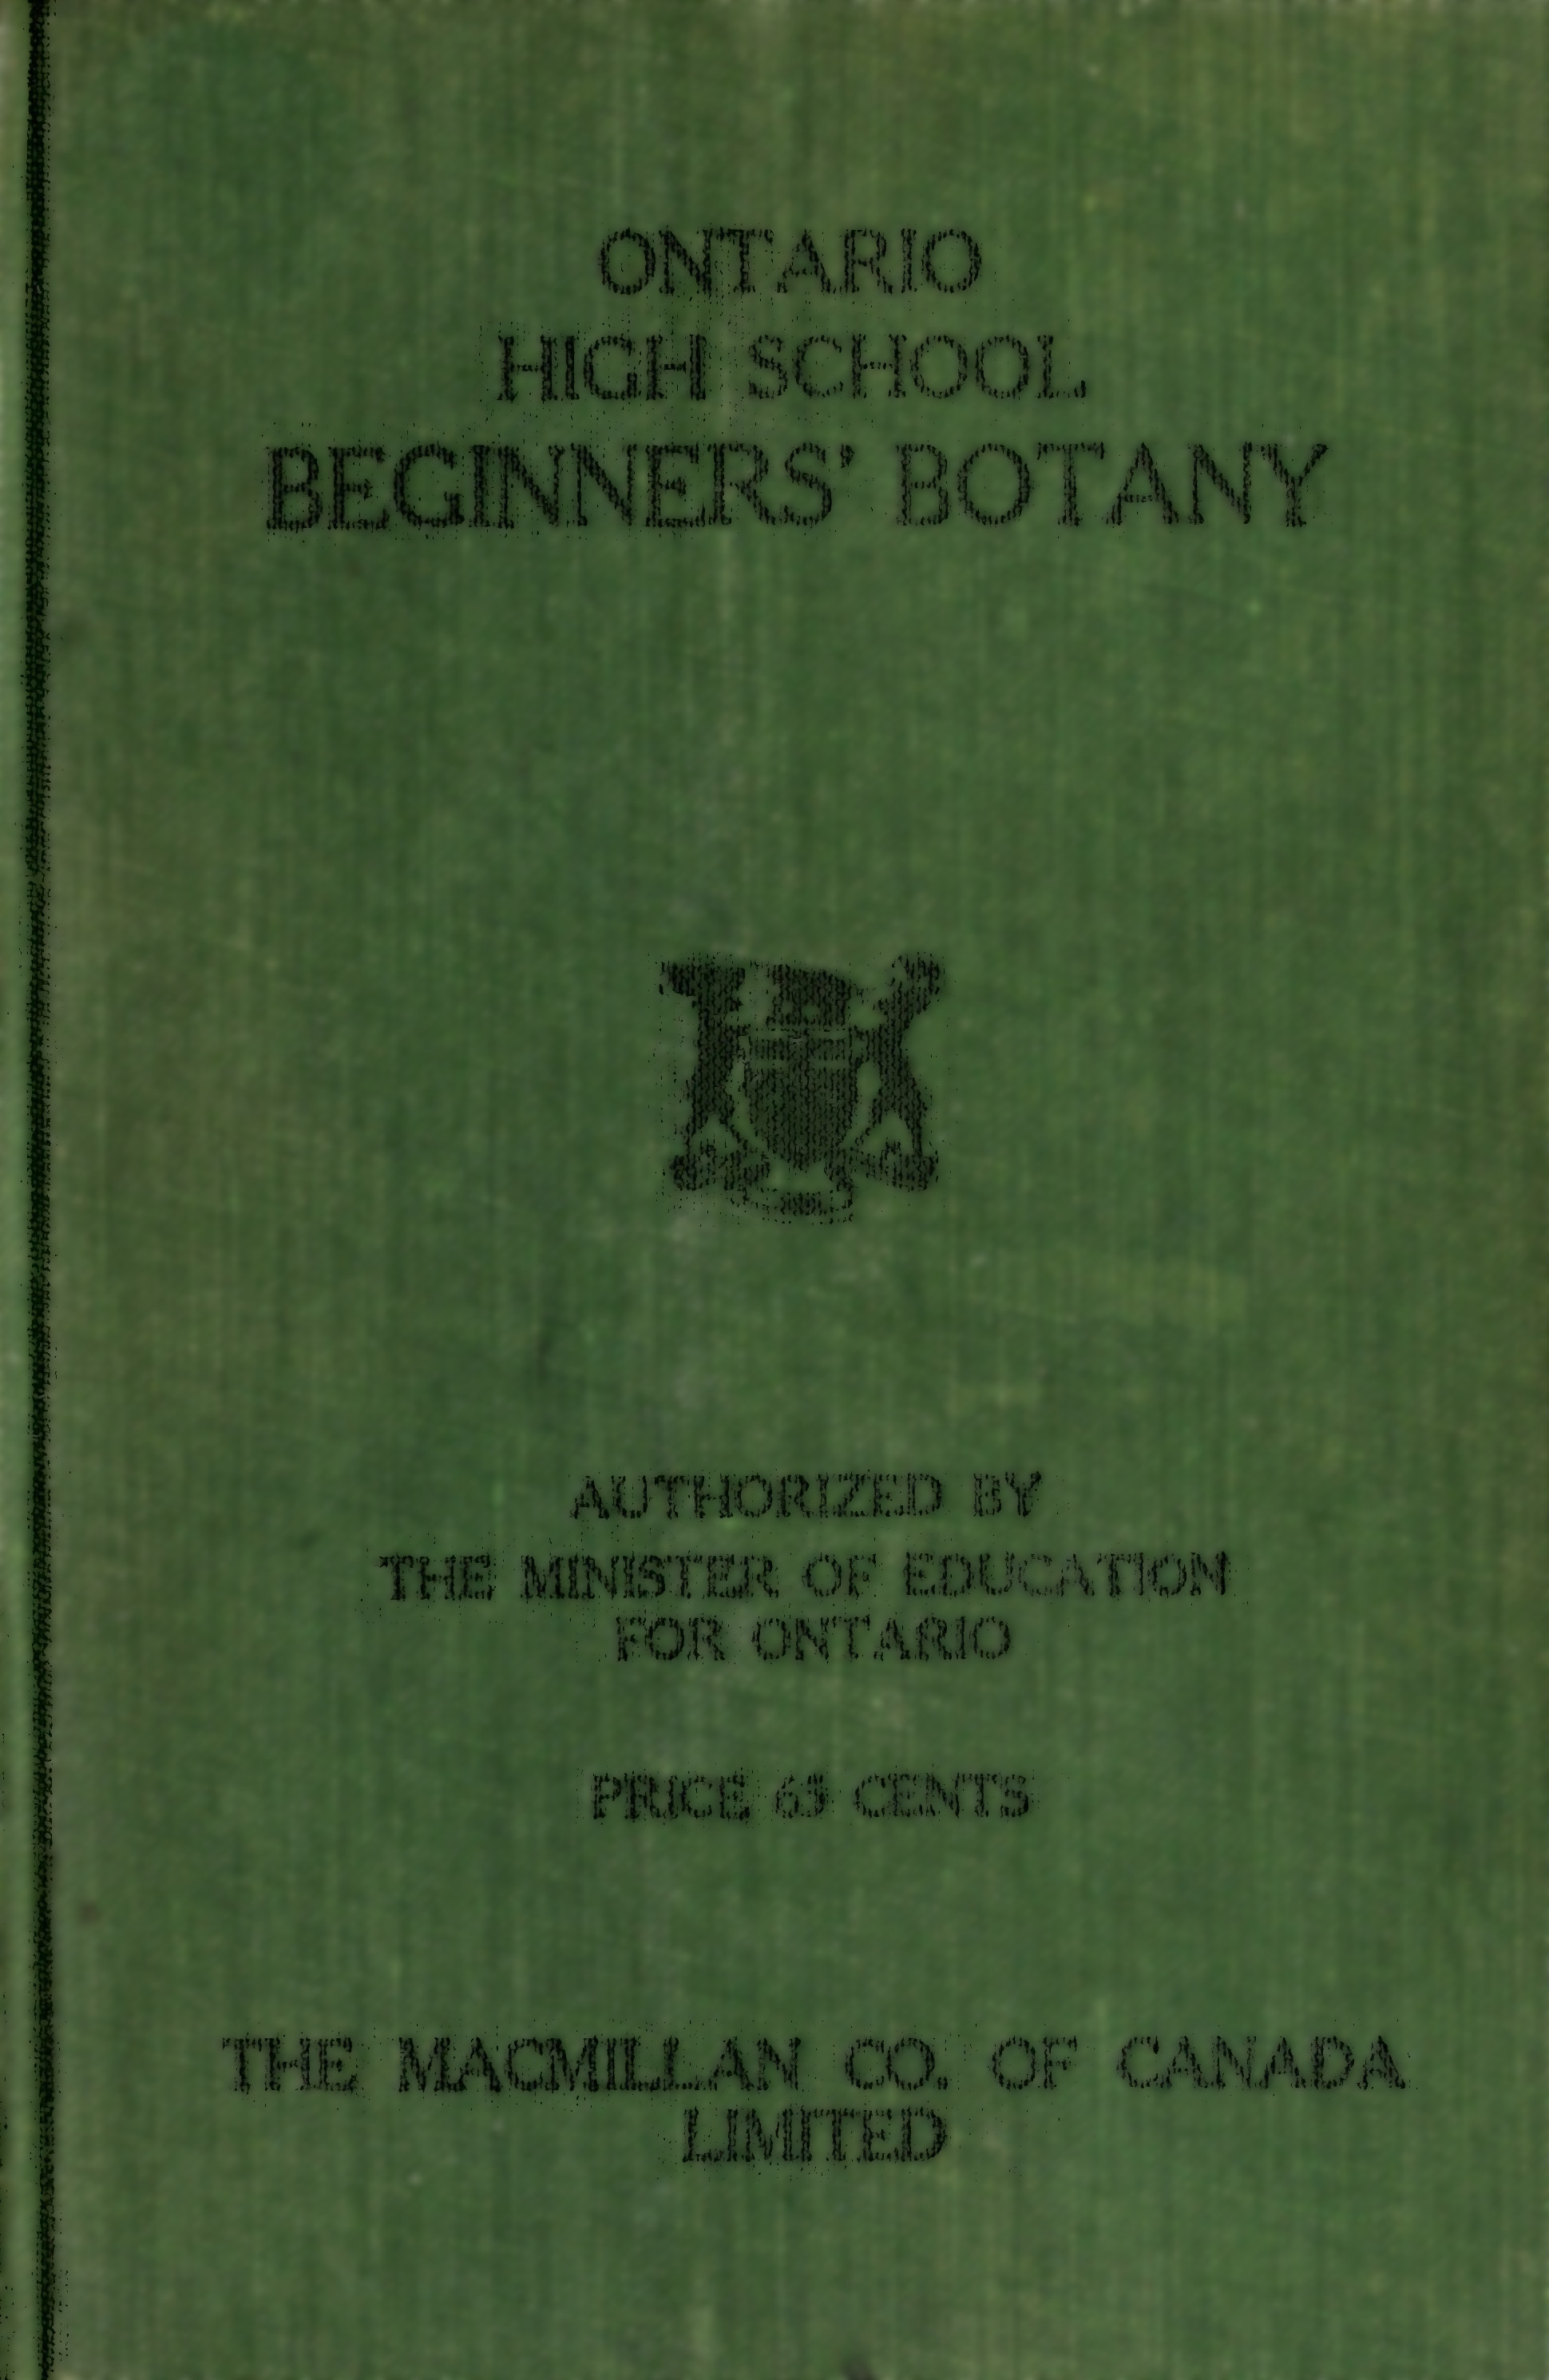 ONTARIO
HIGH SCHOOL
BEGINNERS' BOTANY
AUTHORIZED BY
THE MINISTER OF EDUCATION
FOR ONTARIO
PRICE CENTS
THE MACMILLAN CO. OF CANADA
LIMITED